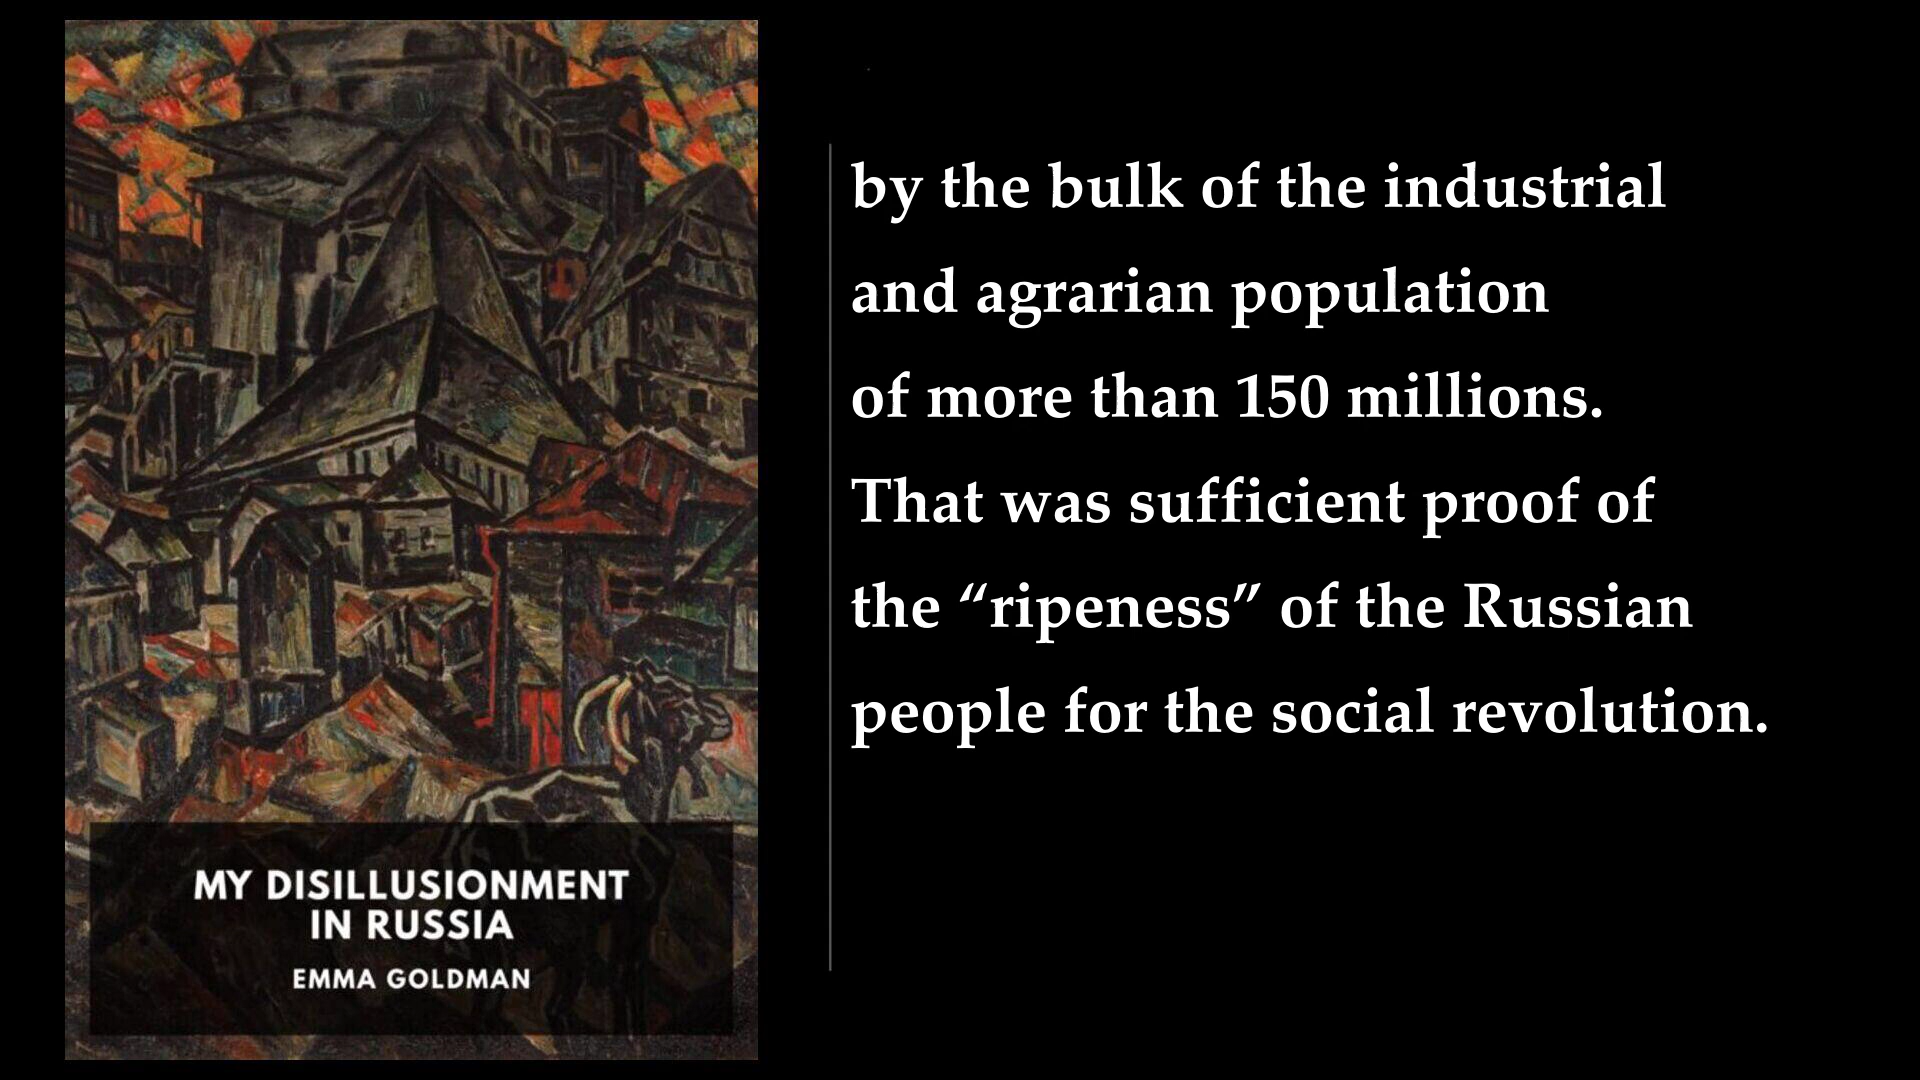 MY DISILLUSIONMENT
IN RUSSIA
EMMA GOLDMAN
by the bulk of the industrial
and agrarian population
of more than 150 millions.
That was sufficient proof of
the “ripeness” of the Russian
people for the social revolution.